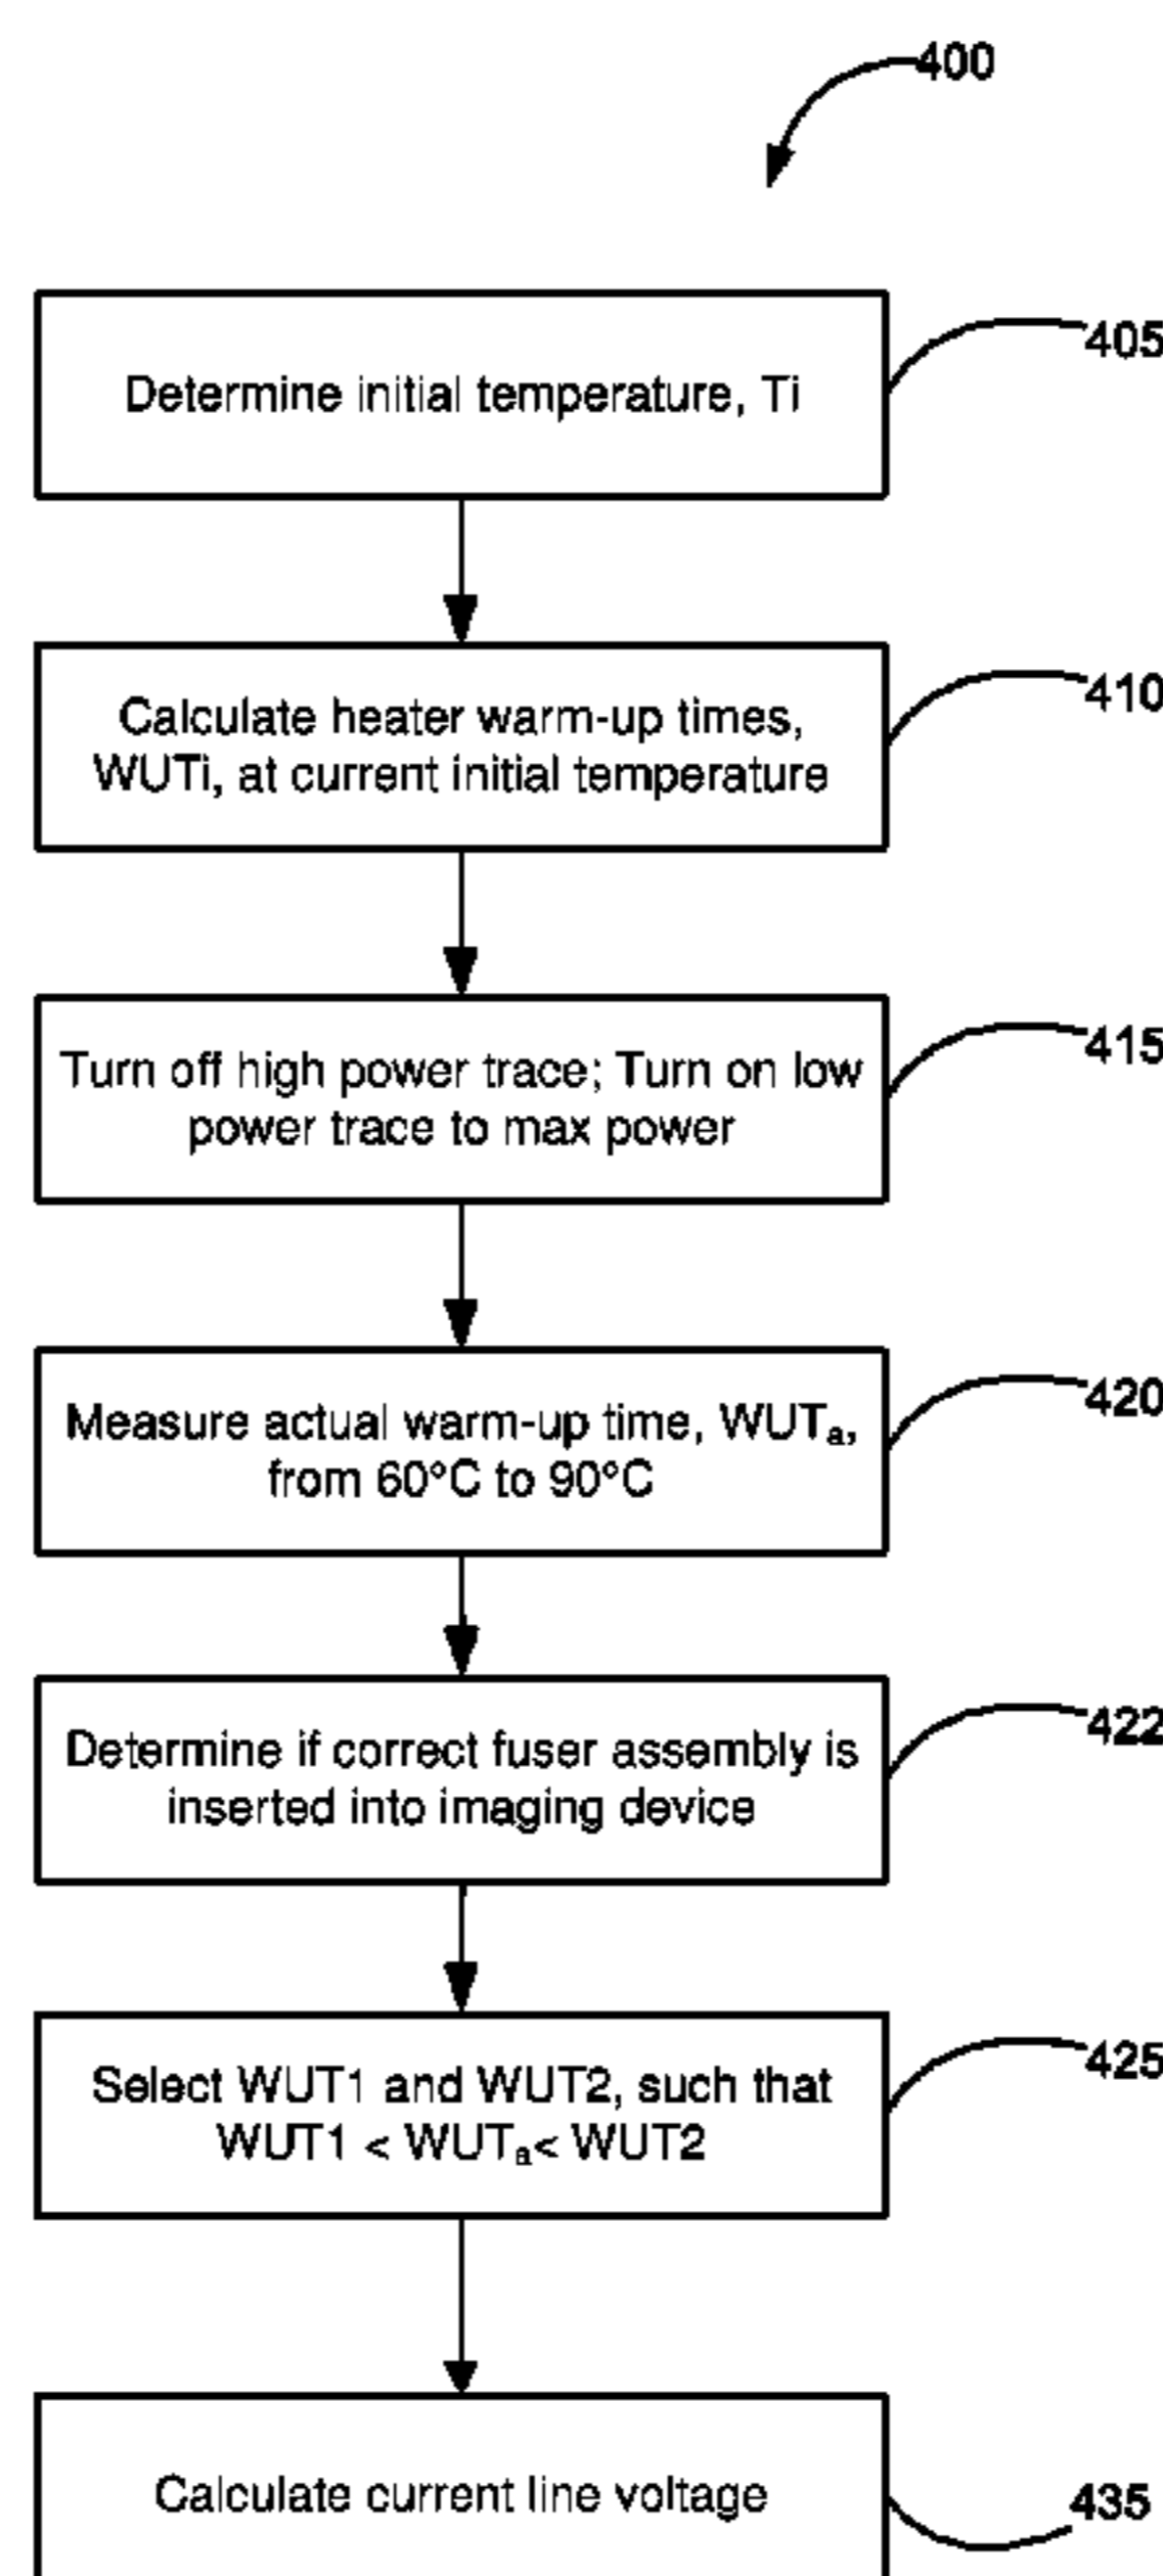 400
Determine initial temperature, Ti
405
Calculate heater warm-up times,
WUTi, at current initial temperature
410
Turn off high power trace; Turn on low
power trace to max power
415
Measure actual warm-up time, WUTₐ,
from 60°C to 90°C
420
Determine if correct fuser assembly is
inserted into imaging device
422
Select WUT1 and WUT2, such that
WUT1 < WUTₐ< WUT2
425
Calculate current line voltage
435